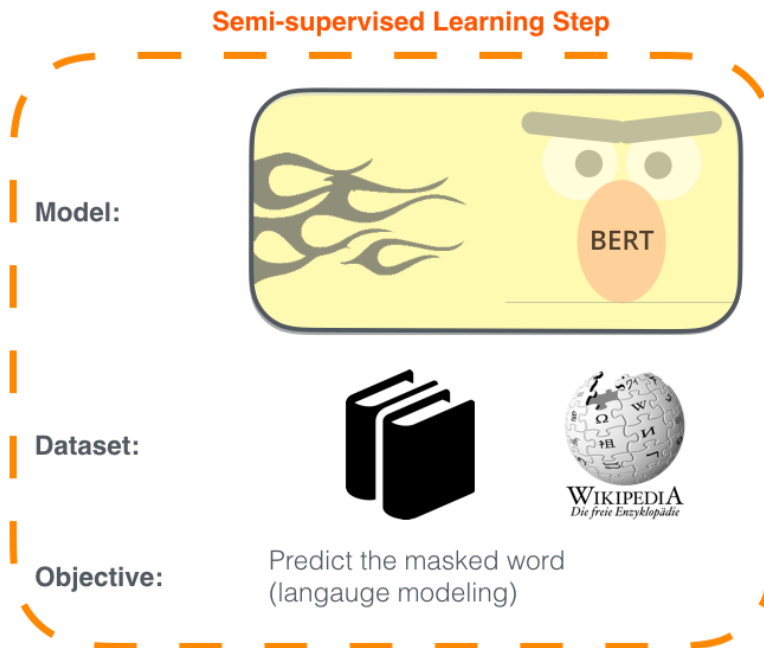 Semi-supervised Learning Step
Model:
BERT
Dataset:
WIKIPEDIA
Die freie Enzyklopädie
Objective:
Predict the masked word
(langauge modeling)